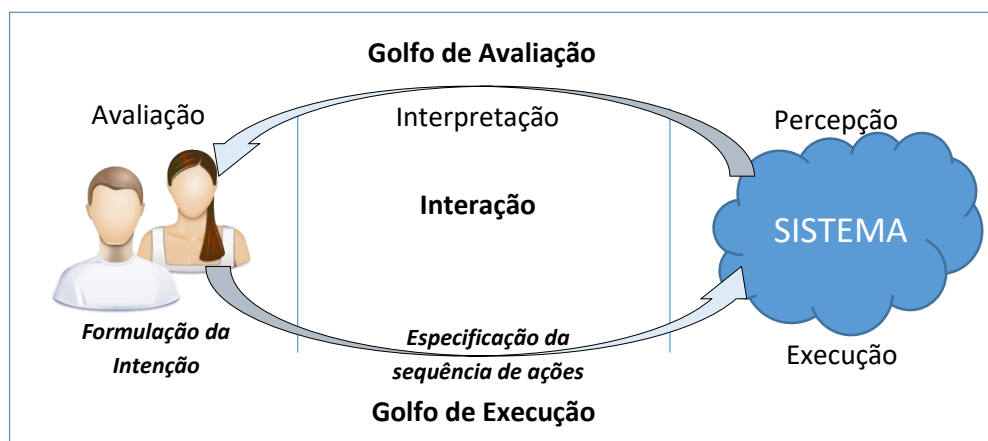 Golfo de Avaliação
Avaliação
Interpretação
Percepção
Interação
SISTEMA
Formulação da
Intenção
Especificação da
sequência de ações
Execução
Golfo de Execução